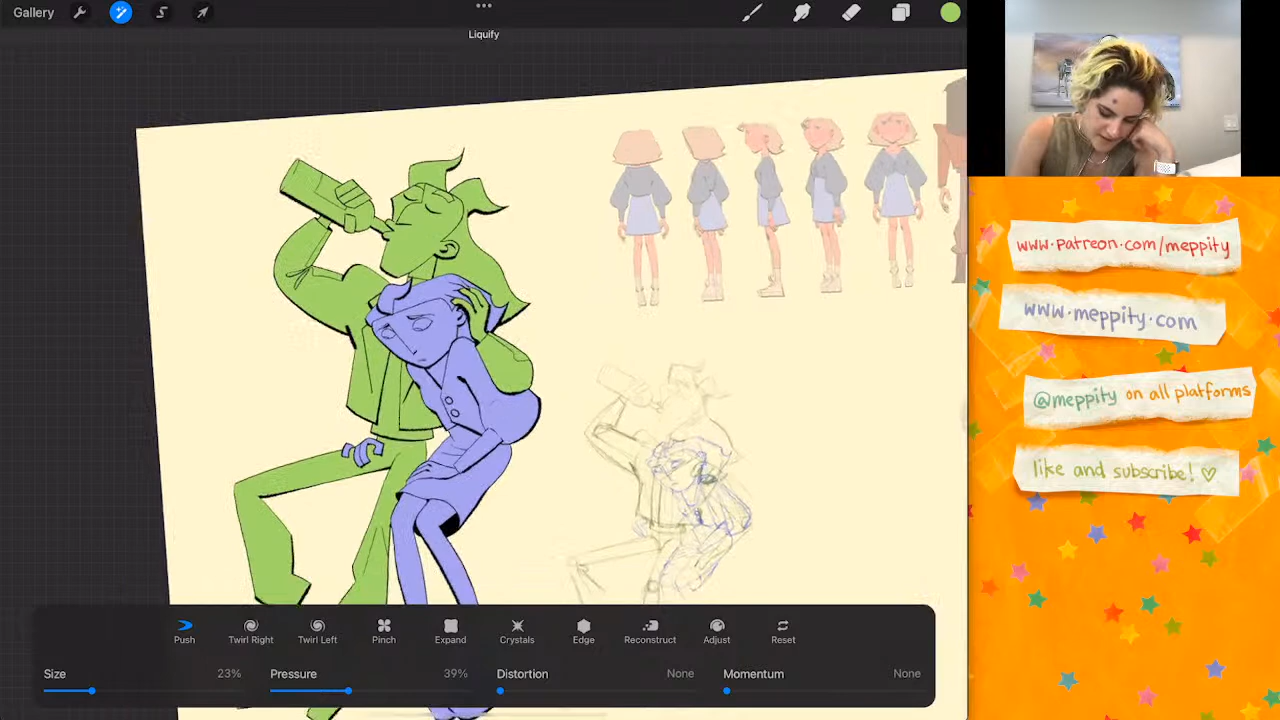 Gallery
Liquify
www.patreon.com/meppity
www.meppity.com
@meppity on all platforms
like and subscribe! ♡
Push
Twirl Right
Twirl Left
Pinch
Expand
Crystals
Edge
Reconstruct
Adjust
Reset
Size 23%
Pressure 39%
Distortion None
Momentum None